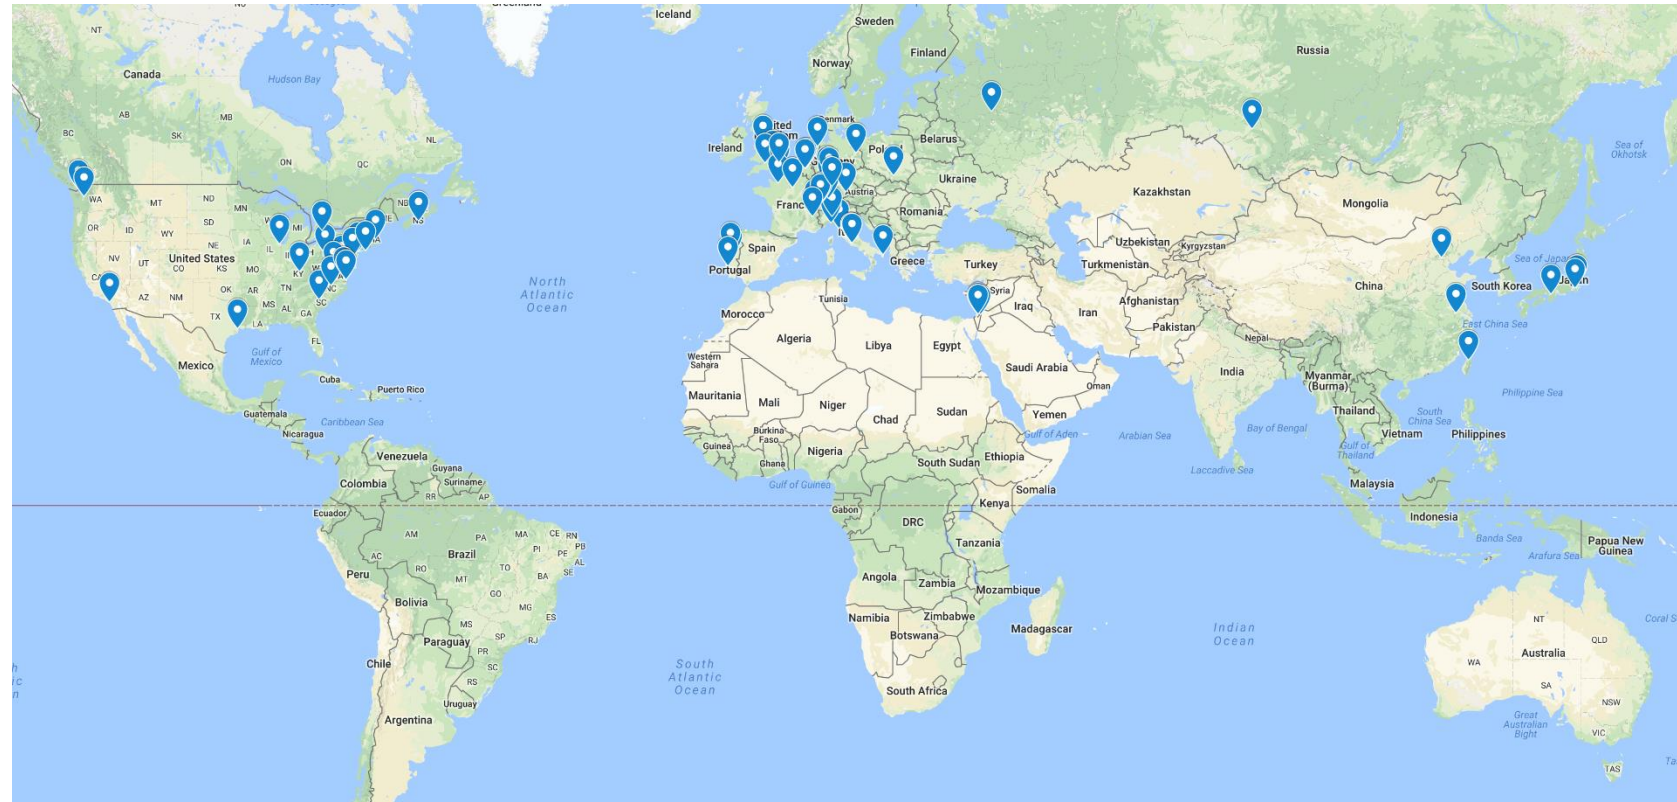 Iceland
Sweden
Finland
Norway
Russia
NT
Canada
Hudson Bay
AB
MB
BC
SK
NL
ON
QC
Ireland
Belarus
Ukraine
Austria
Romania
Kazakhstan
Mongolia
Sea of
Okhotsk
WA
MT
ND
MN
NB
NS
OR
ID
SD
WY
MI
IA
NE
IL
United States
NV
UT
CO
KS
MO
KY
AZ
NM
OK
AR
TN
NC
SC
MS
AL
GA
TX
LA
FL
Spain
Portugal
Greece
Turkey
Syria
Uzbekistan
Kyrgyzstan
Turkmenistan
China
South Korea
East China Sea
North
Atlantic
Ocean
Tunisia
Morocco
Iraq
Iran
Afghanistan
Pakistan
Nepal
Algeria
Libya
Egypt
Western
Sahara
Saudi Arabia
Oman
India
Myanmar
(Burma)
Gulf of
Mexico
Mexico
Cuba
Puerto Rico
Guatemala
Caribbean Sea
Nicaragua
Mauritania
Mali
Niger
Chad
Sudan
Yemen
Gulf of Aden
Arabian Sea
Bay of Bengal
Thailand
South
China Sea
Vietnam
Philippines
Philippine Sea
Gulf of
Thailand
Laccadive Sea
Burkina
Faso
Guinea
Ghana
Nigeria
South Sudan
Ethiopia
Somalia
Kenya
Gulf of Guinea
Gabon
DRC
Tanzania
Malaysia
Indonesia
Banda Sea
Arafura Sea
Papua New
Guinea
Venezuela
Guyana
Suriname
Colombia
RR
AP
Ecuador
AM
PA
MA
CE
RN
PB
PI
PE
AL
SE
AC
Brazil
RO
TO
BA
MT
Peru
GO
Bolivia
MG
ES
MS
SP
RJ
Paraguay
PR
SC
RS
Chile
Uruguay
Argentina
Angola
Zambia
Mozambique
Namibia
Zimbabwe
Botswana
Madagascar
South Africa
South
Atlantic
Ocean
Indian
Ocean
NT
QLD
Australia
WA
SA
NSW
Great
Australian
Bight
VIC
TAS